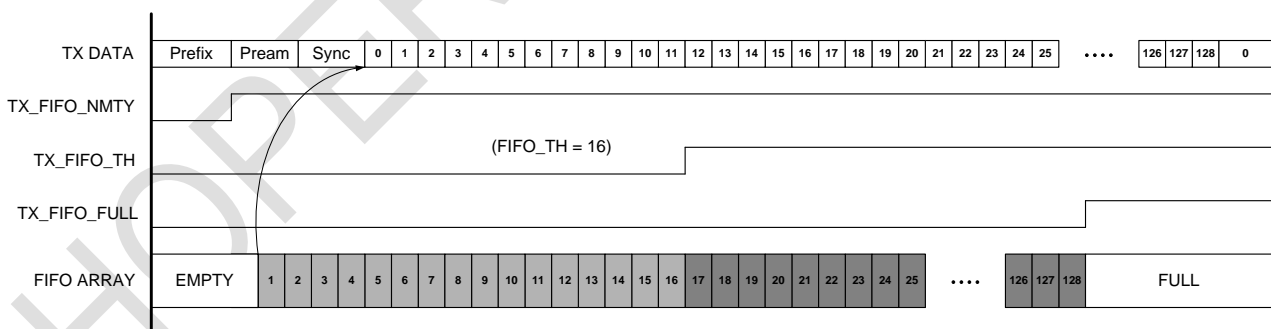 TX DATA Prefix Pream Sync 0 1 2 3 4 5 6 7 8 9 10 11 12 13 14 15 16 17 18 19 20 21 22 23 24 25 .... 126 127 128 0
TX_FIFO_NMTY
TX_FIFO_TH (FIFO_TH = 16)
TX_FIFO_FULL
FIFO ARRAY EMPTY 1 2 3 4 5 6 7 8 9 10 11 12 13 14 15 16 17 18 19 20 21 22 23 24 25 .... 126 127 128 FULL
HOPER